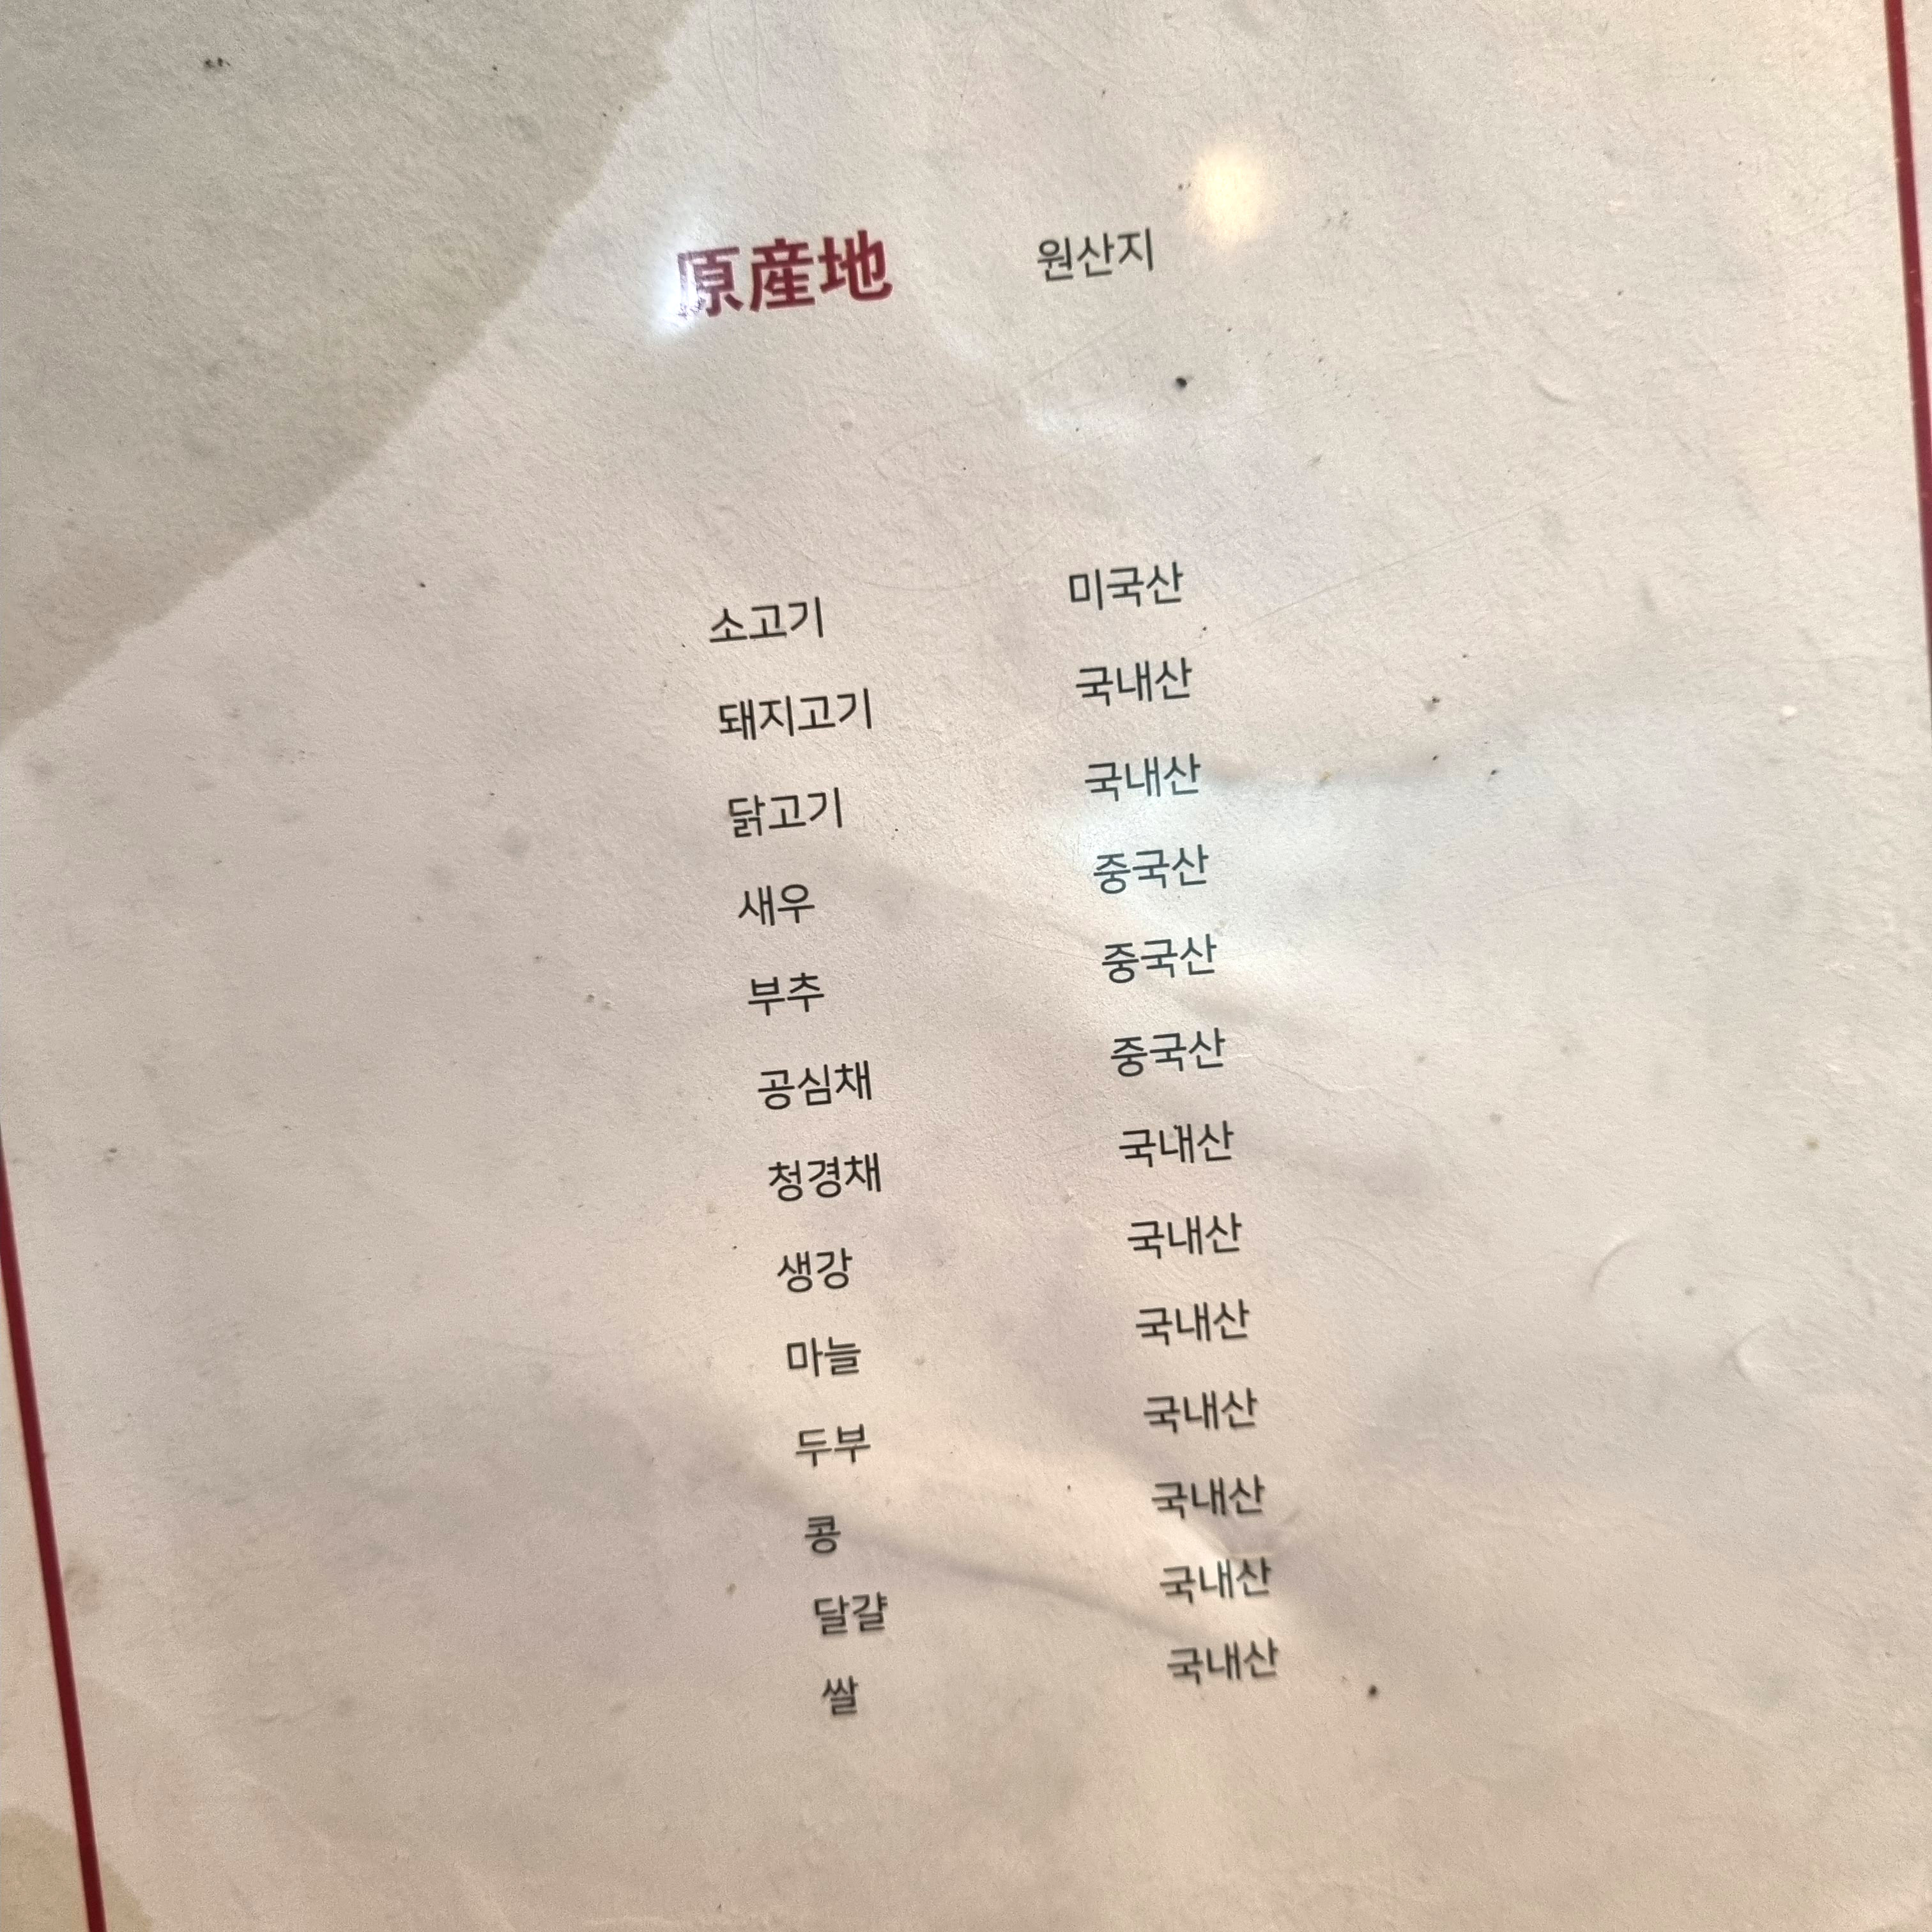 原産地 원산지
소고기 미국산
돼지고기 국내산
닭고기 국내산
새우 중국산
부추 중국산
공심채 중국산
청경채 국내산
생강 국내산
마늘 국내산
두부 국내산
콩 국내산
달걀 국내산
쌀 국내산